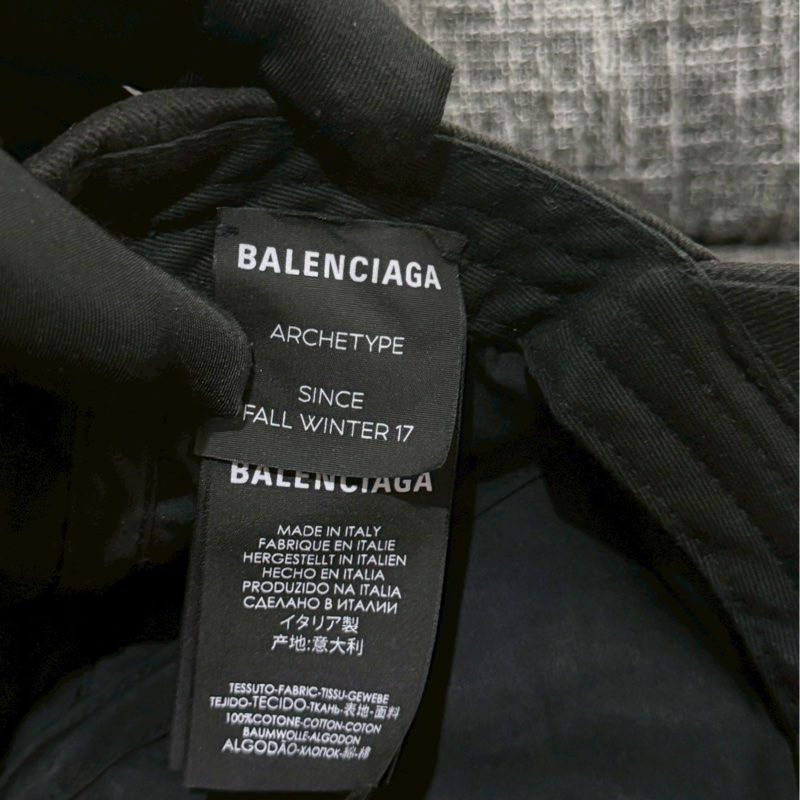 BALENCIAGA
ARCHETYPE
SINCE
FALL WINTER 17
BALENCIAGA
MADE IN ITALY
FABRIQUE EN ITALIE
HERGESTELLT IN ITALIEN
HECHO EN ITALIA
PRODUZIDO NA ITALIA
СДЕЛАНО В ИТАЛИИ
イタリア製
产地:意大利
TESSUTO-FABRIC-TISSU-GEWEBE
TEJIDO-TECIDO-ТКАНЬ-表地-面料
100%COTONE-COTTON-COTON
BAUMWOLLE-ALGODON
ALGODÃO-ХЛОПОК-綿-棉